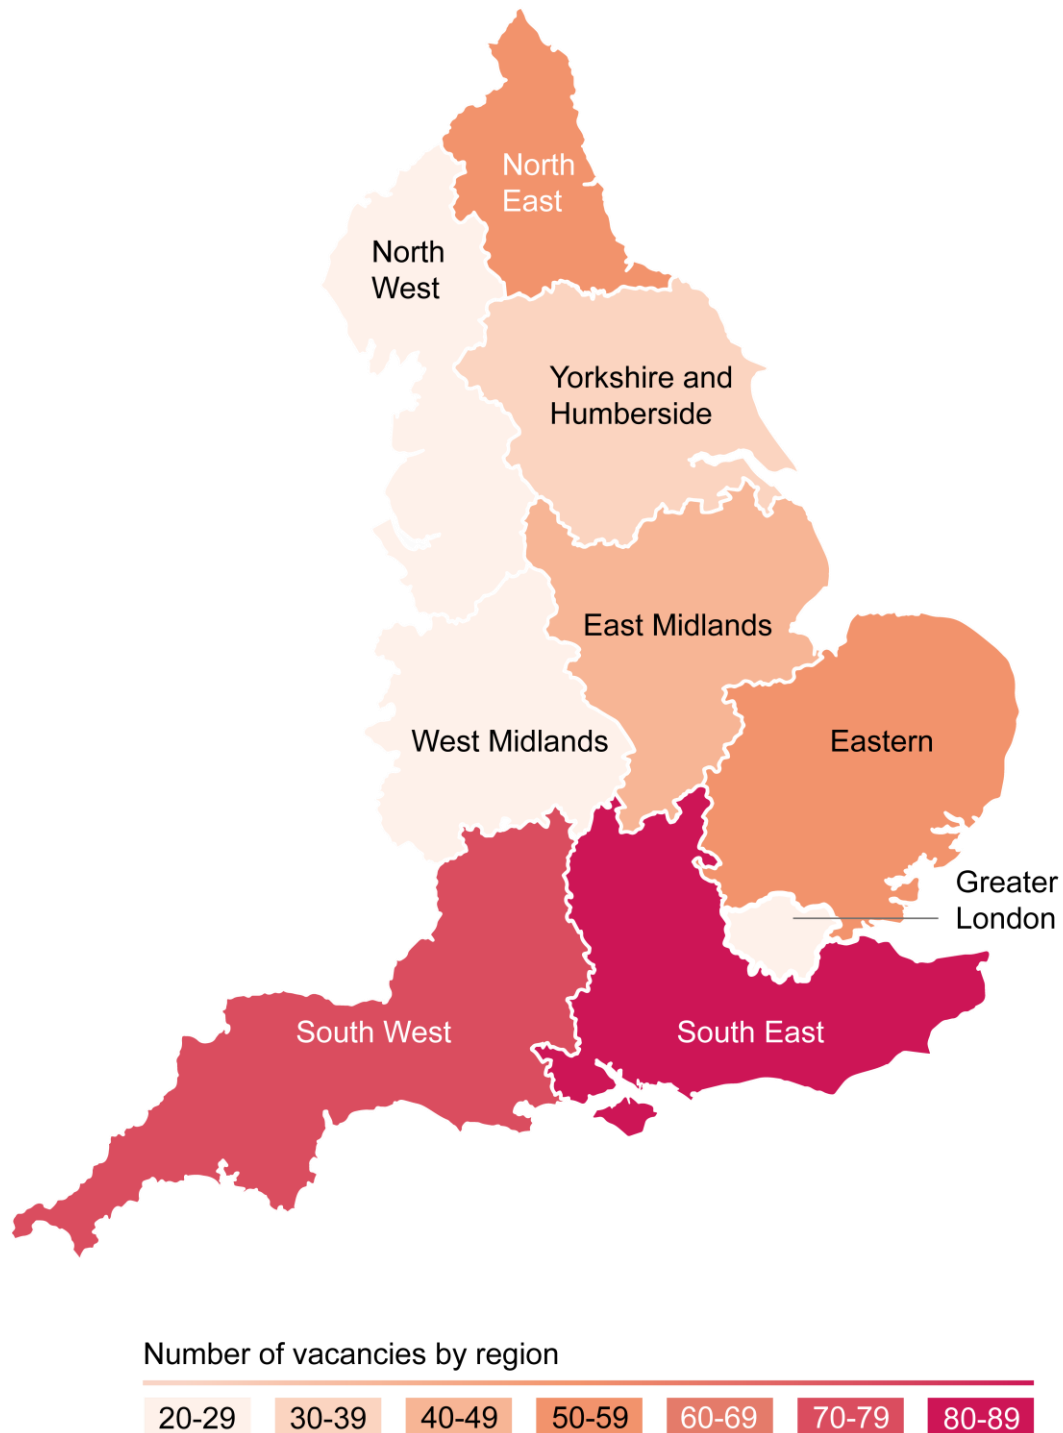 North
East
North
West
Yorkshire and
Humberside
East Midlands
West Midlands
Eastern
Greater
London
South West
South East
Number of vacancies by region
20-29 30-39 40-49 50-59 60-69 70-79 80-89